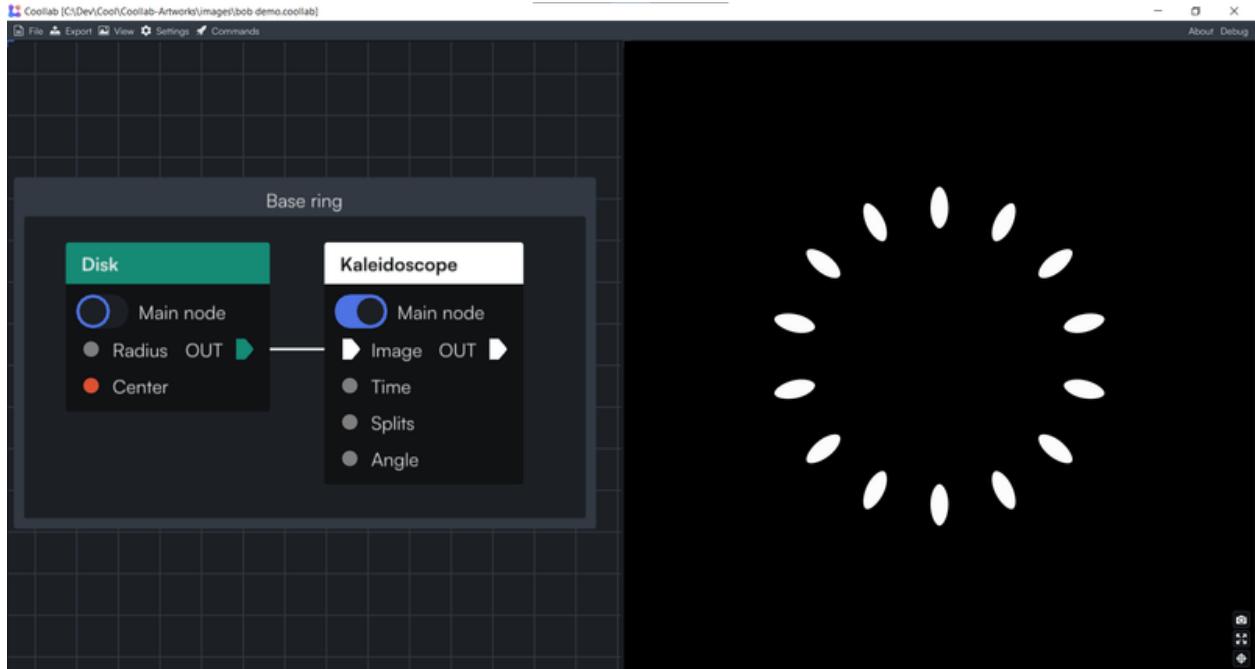 Coollab [C:\Dev\Cool\Coollab-Artworks\images\bob demo.coollab]
File Export View Settings Commands About Debug
Base ring
Disk
Main node
Radius OUT
Center
Kaleidoscope
Main node
Image OUT
Time
Splits
Angle